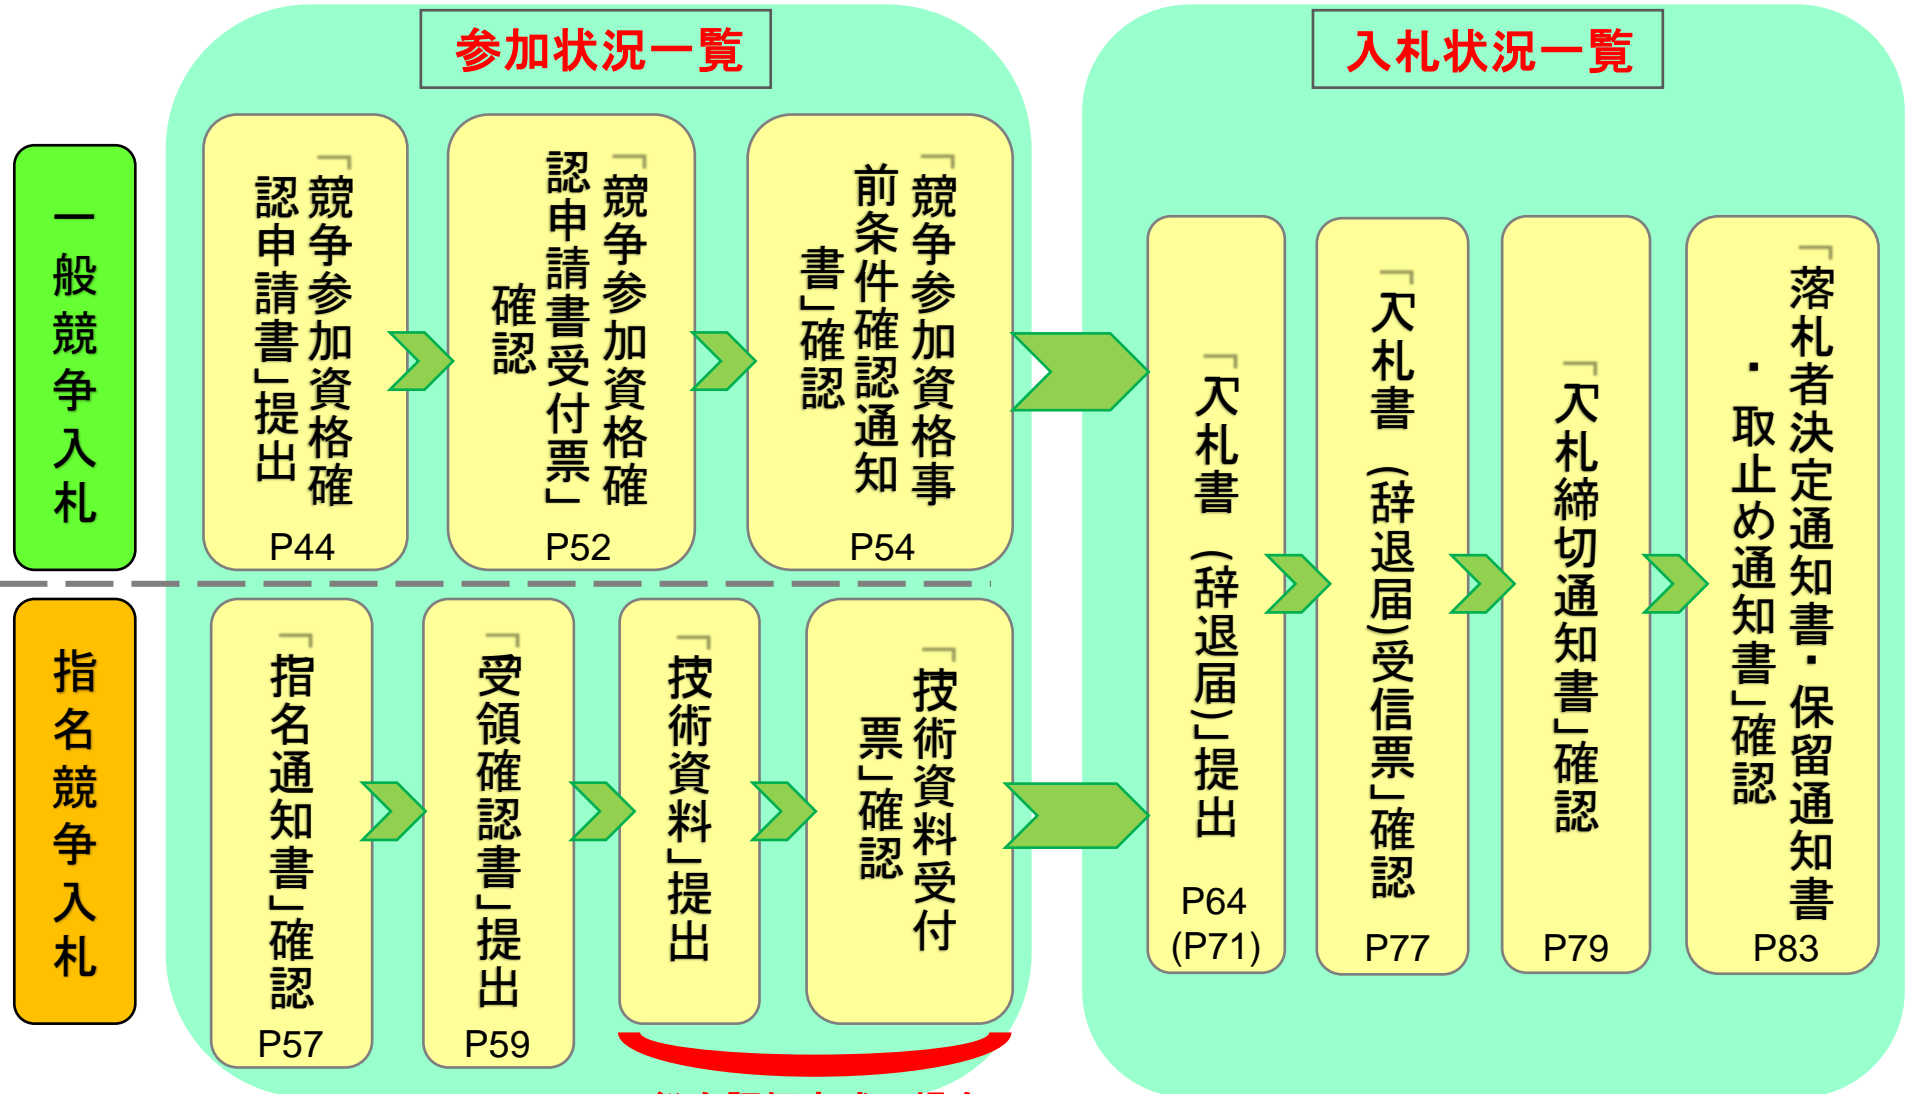 参加状況一覧
入札状況一覧
一般競争入札
「競争参加資格確
認申請書」提出
P44
「競争参加資格確
認申請書受付票」
確認
P52
「競争参加資格事
前条件確認通知
書」確認
P54
指名競争入札
「指名通知書」確認
P57
「受領確認書」提出
P59
「技術資料」提出
「技術資料受付
票」確認
「入札書（辞退届）」提出
P64
(P71)
「入札書（辞退届）受信票」確認
P77
「入札締切通知書」確認
P79
「落札者決定通知書・保留通知書
・取止め通知書」確認
P83